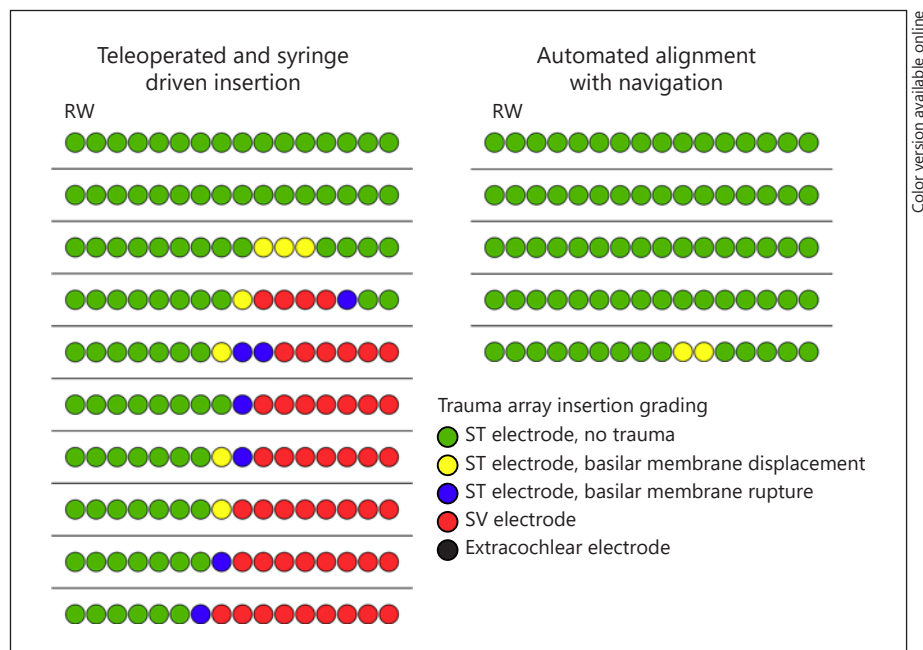 Teleoperated and syringe
driven insertion
RW
Automated alignment
with navigation
RW
Trauma array insertion grading
ST electrode, no trauma
ST electrode, basilar membrane displacement
ST electrode, basilar membrane rupture
SV electrode
Extracochlear electrode
Color version available online